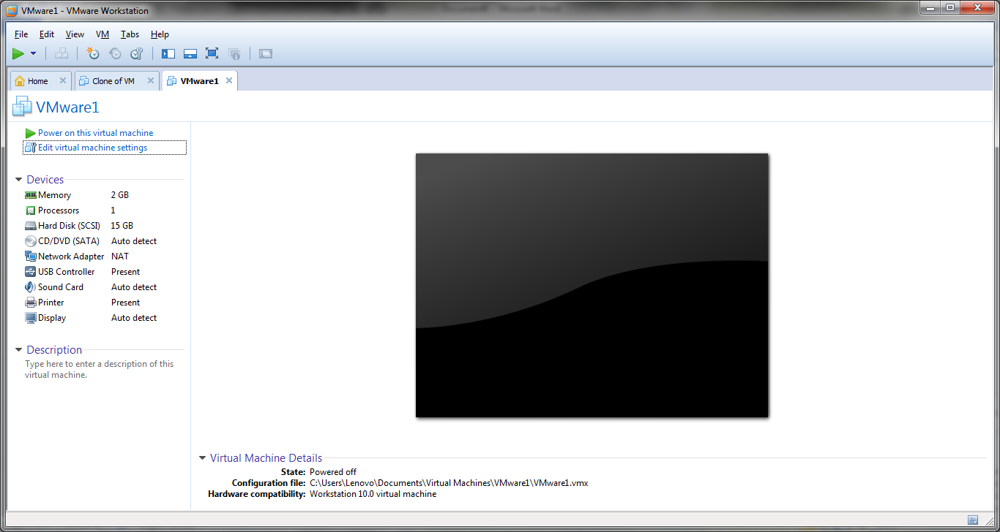 VMware1 - VMware Workstation
File Edit View VM Tabs Help
Home Clone of VM VMware1
VMware1
Power on this virtual machine
Edit virtual machine settings
Devices
Memory 2 GB
Processors 1
Hard Disk (SCSI) 15 GB
CD/DVD (SATA) Auto detect
Network Adapter NAT
USB Controller Present
Sound Card Auto detect
Printer Present
Display Auto detect
Description
Type here to enter a description of this
virtual machine.
Virtual Machine Details
State: Powered off
Configuration file: C:\Users\Lenovo\Documents\Virtual Machines\VMware1\VMware1.vmx
Hardware compatibility: Workstation 10.0 virtual machine